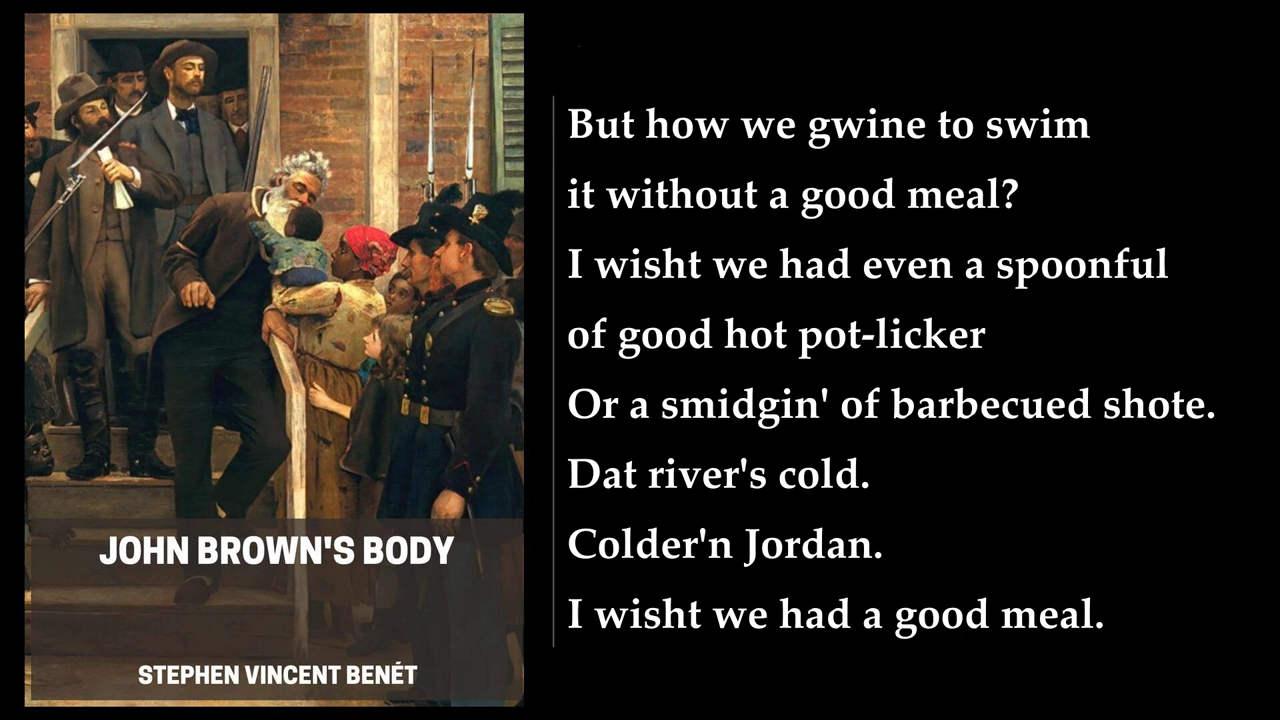 JOHN BROWN'S BODY
STEPHEN VINCENT BENÉT
But how we gwine to swim
it without a good meal?
I wisht we had even a spoonful
of good hot pot-licker
Or a smidgin' of barbecued shote.
Dat river's cold.
Colder'n Jordan.
I wisht we had a good meal.